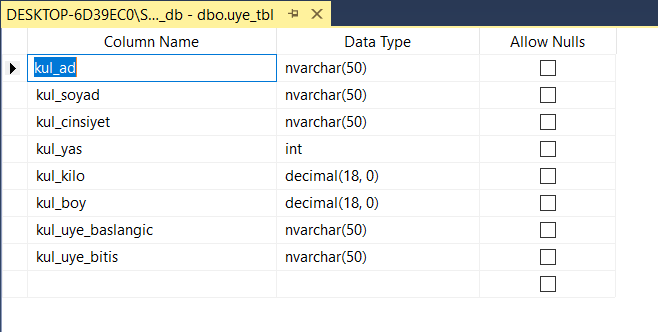 DESKTOP-6D39EC0\S..._db - dbo.uye_tbl
Column Name Data Type Allow Nulls
kul_ad nvarchar(50)
kul_soyad nvarchar(50)
kul_cinsiyet nvarchar(50)
kul_yas int
kul_kilo decimal(18, 0)
kul_boy decimal(18, 0)
kul_uye_baslangic nvarchar(50)
kul_uye_bitis nvarchar(50)